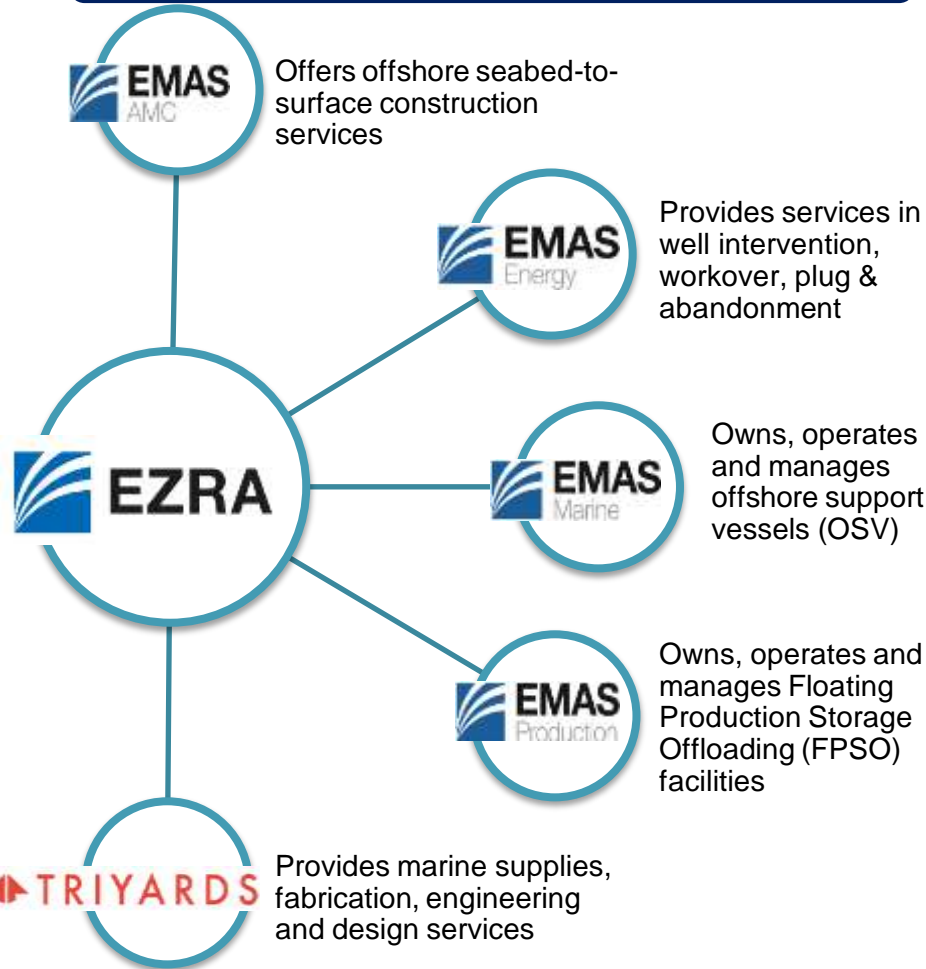 EMAS
AMC
Offers offshore seabed-to-
surface construction
services
EMAS
Energy
Provides services in
well intervention,
workover, plug &
abandonment
EZRA
EMAS
Marine
Owns, operates
and manages
offshore support
vessels (OSV)
EMAS
Production
Owns, operates and
manages Floating
Production Storage
Offloading (FPSO)
facilities
TRIYARDS
Provides marine supplies,
fabrication, engineering
and design services